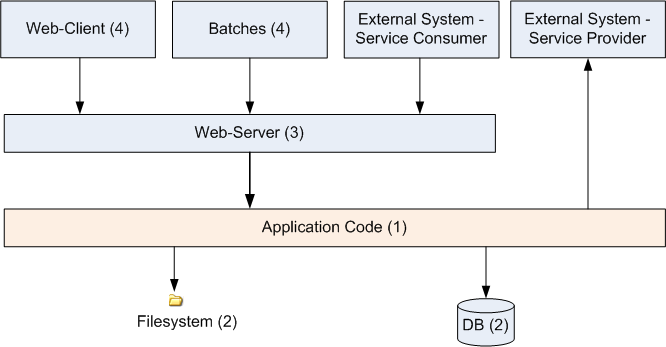 Web-Client (4)
Batches (4)
External System -
Service Consumer
External System -
Service Provider
Web-Server (3)
Application Code (1)
Filesystem (2)
DB (2)